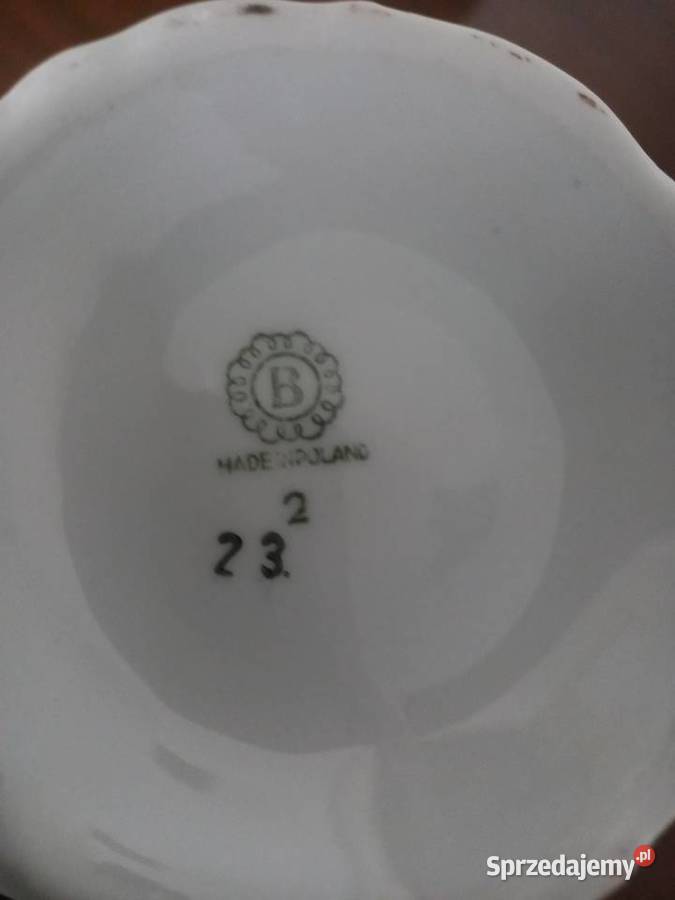 B
MADE IN POLAND
2
23.
Sprzedajemy.pl